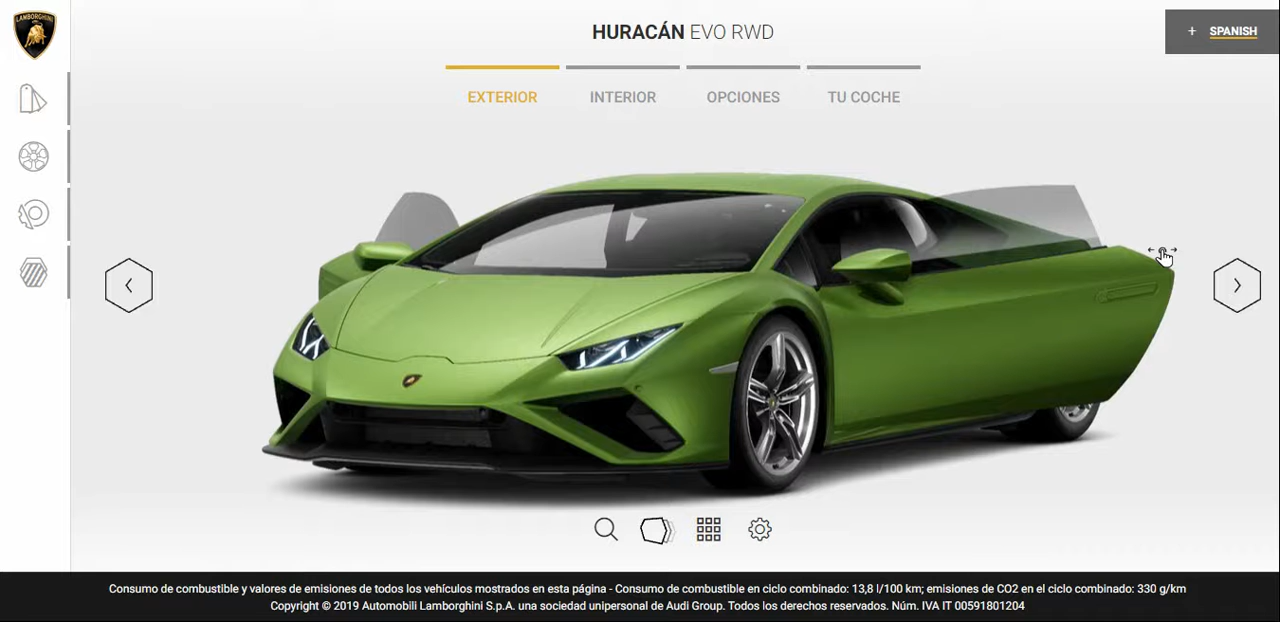 LAMBORGHINI
HURACÁN EVO RWD
+ SPANISH
EXTERIOR INTERIOR OPCIONES TU COCHE
Consumo de combustible y valores de emisiones de todos los vehículos mostrados en esta página - Consumo de combustible en ciclo combinado: 13,8 l/100 km; emisiones de CO2 en el ciclo combinado: 330 g/km
Copyright © 2019 Automobili Lamborghini S.p.A. una sociedad unipersonal de Audi Group. Todos los derechos reservados. Núm. IVA IT 00591801204